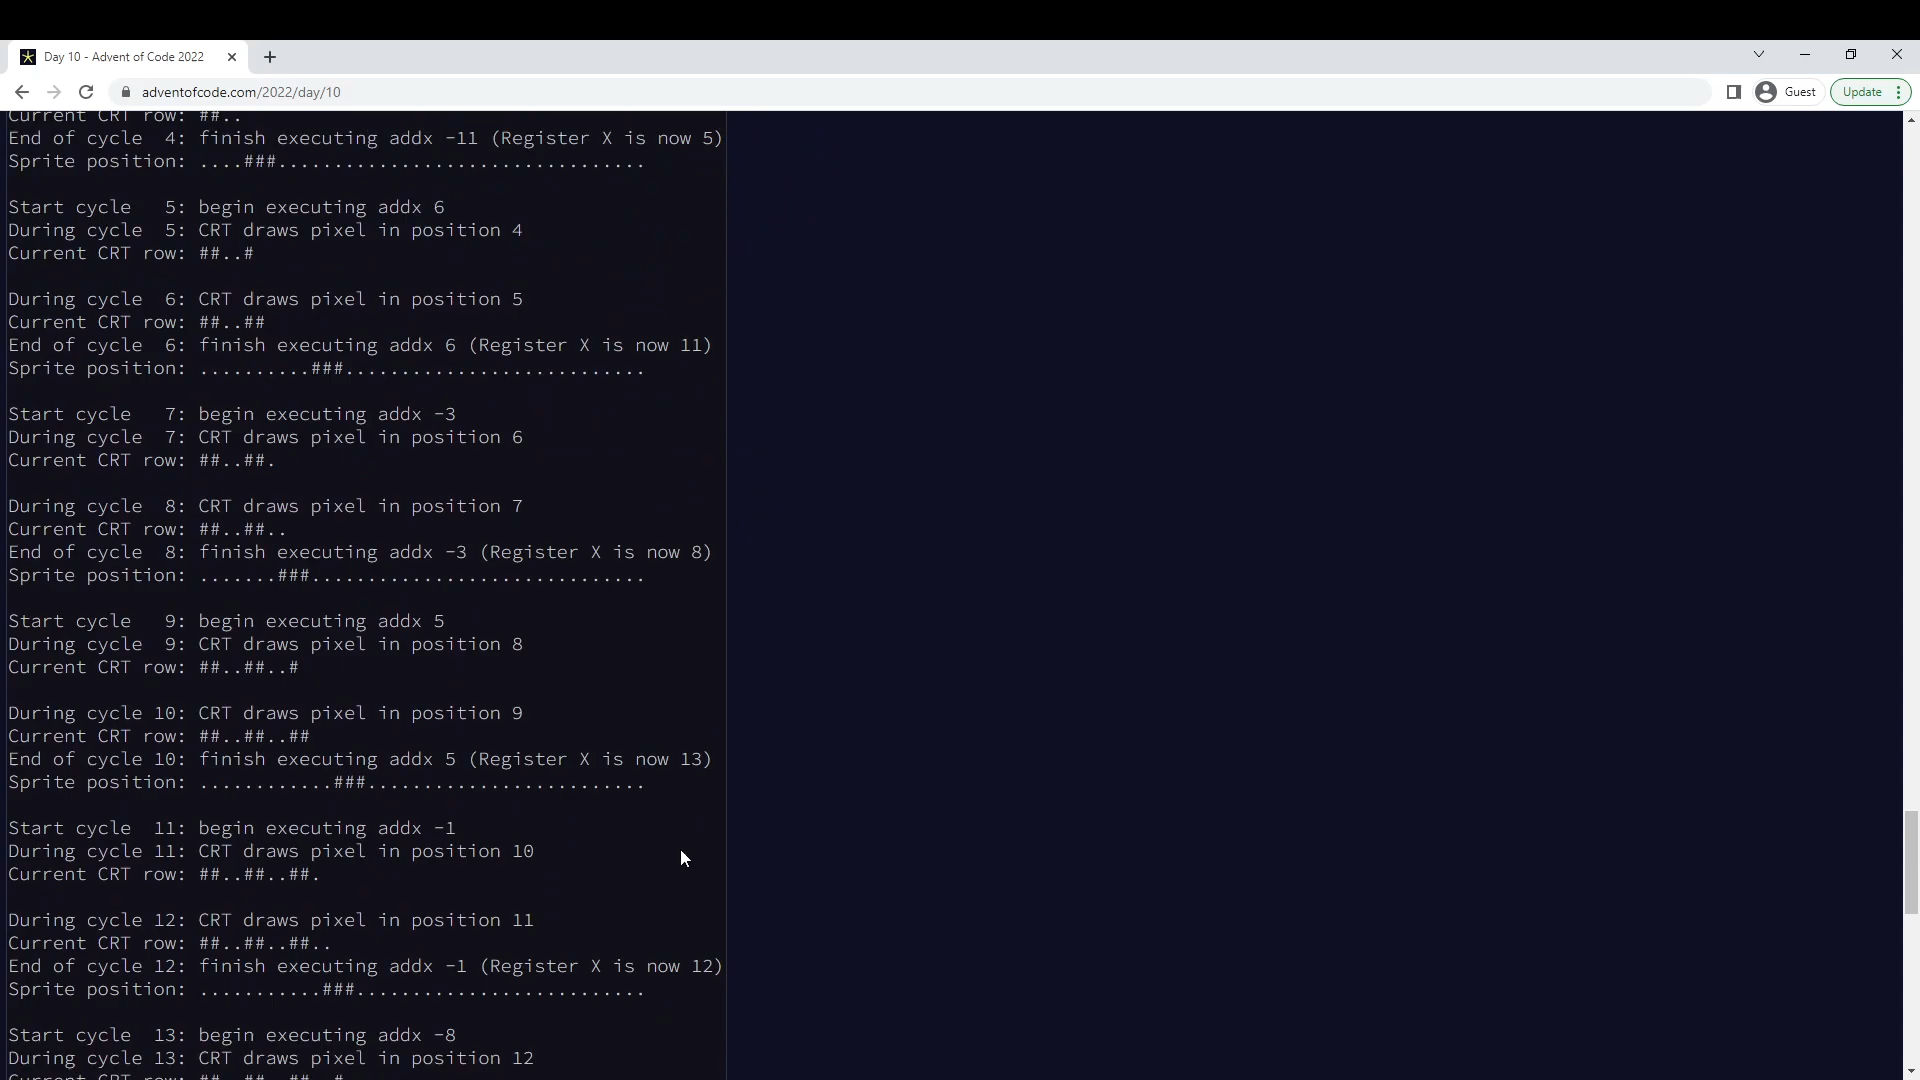 Day 10 - Advent of Code 2022
adventofcode.com/2022/day/10
Guest
Update
Current CRT row: ##..
End of cycle  4: finish executing addx -11 (Register X is now 5)
Sprite position: ....###.................................
Start cycle   5: begin executing addx 6
During cycle  5: CRT draws pixel in position 4
Current CRT row: ##..#
During cycle  6: CRT draws pixel in position 5
Current CRT row: ##..##
End of cycle  6: finish executing addx 6 (Register X is now 11)
Sprite position: ..........###...........................
Start cycle   7: begin executing addx -3
During cycle  7: CRT draws pixel in position 6
Current CRT row: ##..##.
During cycle  8: CRT draws pixel in position 7
Current CRT row: ##..##..
End of cycle  8: finish executing addx -3 (Register X is now 8)
Sprite position: .......###..............................
Start cycle   9: begin executing addx 5
During cycle  9: CRT draws pixel in position 8
Current CRT row: ##..##..#
During cycle 10: CRT draws pixel in position 9
Current CRT row: ##..##..##
End of cycle 10: finish executing addx 5 (Register X is now 13)
Sprite position: ............###.........................
Start cycle  11: begin executing addx -1
During cycle 11: CRT draws pixel in position 10
Current CRT row: ##..##..##.
During cycle 12: CRT draws pixel in position 11
Current CRT row: ##..##..##..
End of cycle 12: finish executing addx -1 (Register X is now 12)
Sprite position: ...........###..........................
Start cycle  13: begin executing addx -8
During cycle 13: CRT draws pixel in position 12
Current CRT row: ##..##..##..#